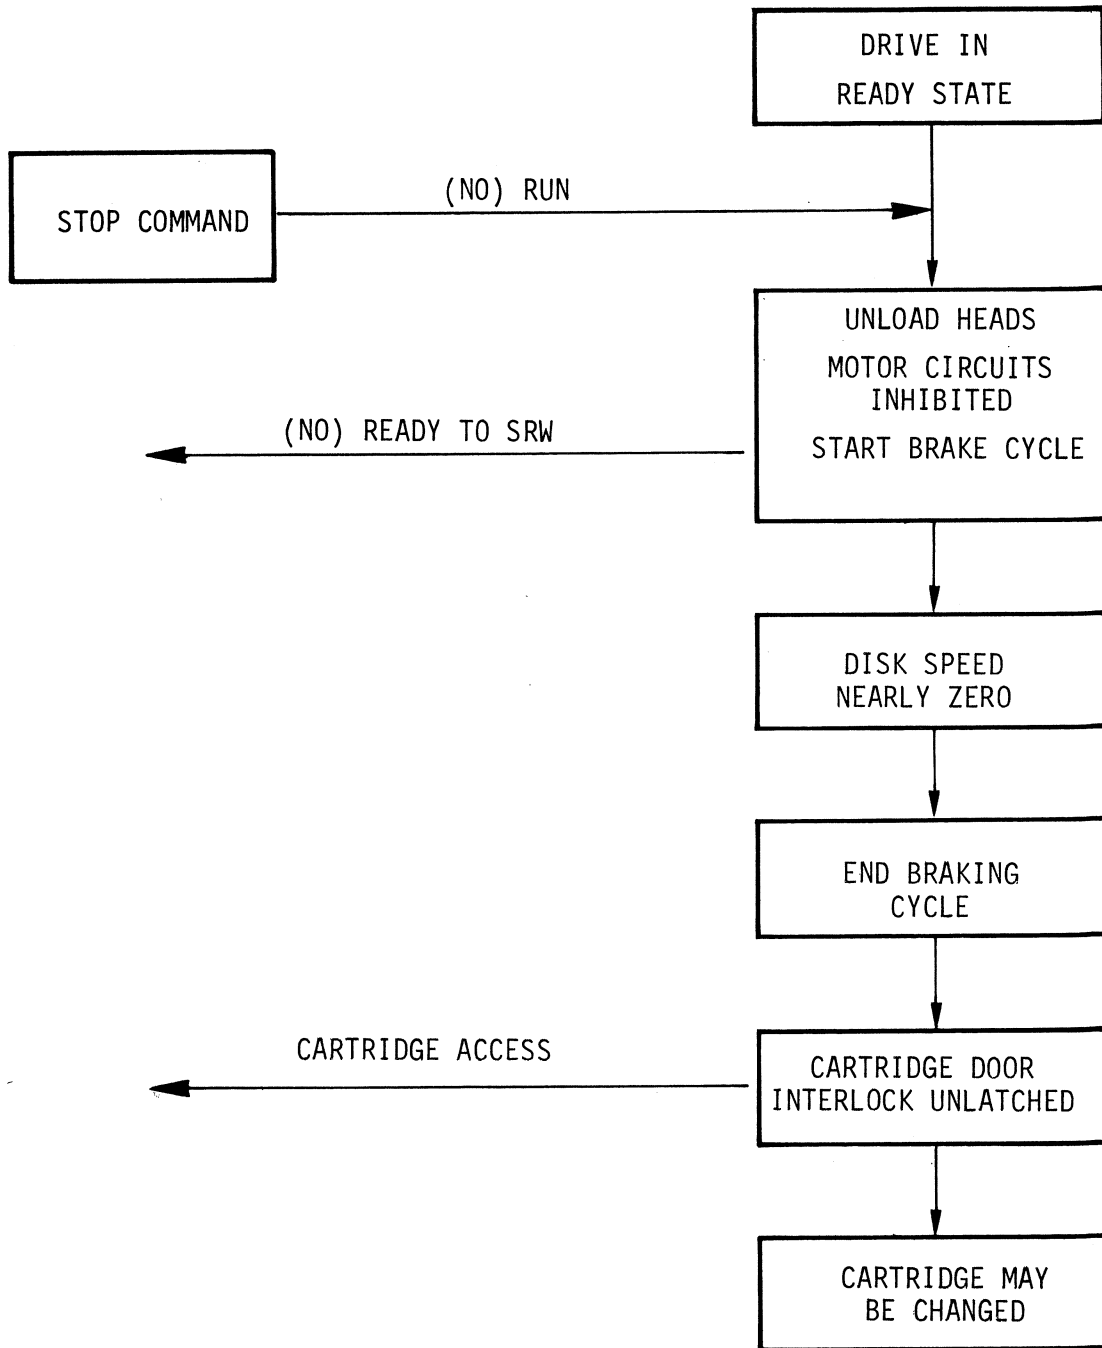 DRIVE IN
READY STATE
(NO) RUN
STOP COMMAND
UNLOAD HEADS
MOTOR CIRCUITS
INHIBITED
(NO) READY TO SRW
START BRAKE CYCLE
DISK SPEED
NEARLY ZERO
END BRAKING
CYCLE
CARTRIDGE ACCESS
CARTRIDGE DOOR
INTERLOCK UNLATCHED
CARTRIDGE MAY
BE CHANGED